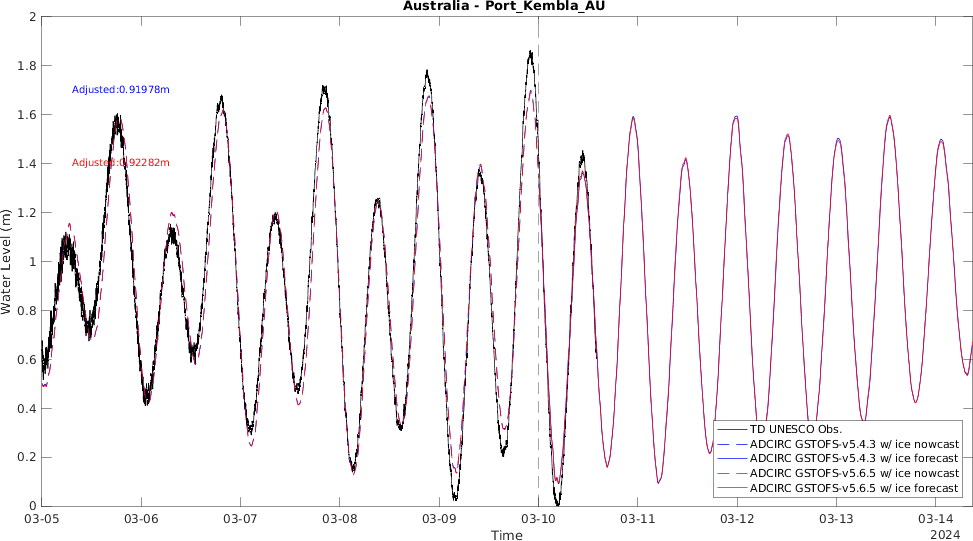 Australia - Port_Kembla_AU
2
1.8
1.6
1.4
1.2
1
0.8
0.6
0.4
0.2
0
Water Level (m)
Adjusted:0.91978m
Adjusted:0.92282m
TD UNESCO Obs.
ADCIRC GSTOFS-v5.4.3 w/ ice nowcast
ADCIRC GSTOFS-v5.4.3 w/ ice forecast
ADCIRC GSTOFS-v5.6.5 w/ ice nowcast
ADCIRC GSTOFS-v5.6.5 w/ ice forecast
03-05 03-06 03-07 03-08 03-09 03-10 03-11 03-12 03-13 03-14
Time 2024